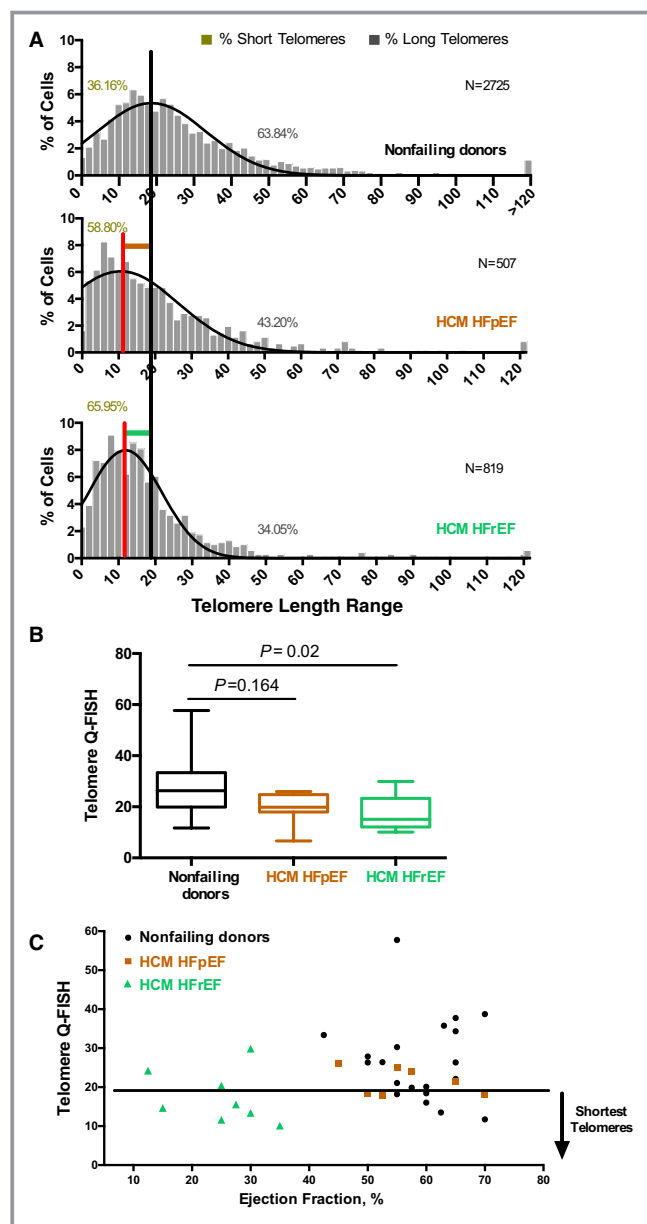 A
% Short Telomeres % Long Telomeres
10
8
6
4
2
0
% of Cells
36.16%
63.84%
N=2725
Nonfailing donors
0 10 20 30 40 50 60 70 80 90 100 110 >120
10
8
6
4
2
0
% of Cells
58.80%
43.20%
N=507
HCM HFpEF
0 10 20 30 40 50 60 70 80 90 100 110 120
65.95%
10
8
6
4
2
0
% of Cells
34.05%
N=819
HCM HFrEF
0 10 20 30 40 50 60 70 80 90 100 110 120
Telomere Length Range
B
80
60
40
20
0
Telomere Q-FISH
P= 0.02
P=0.164
Nonfailing donors
HCM HFpEF
HCM HFrEF
C
60
50
40
30
20
10
0
Telomere Q-FISH
Nonfailing donors
HCM HFpEF
HCM HFrEF
Shortest
Telomeres
10 20 30 40 50 60 70 80
Ejection Fraction, %